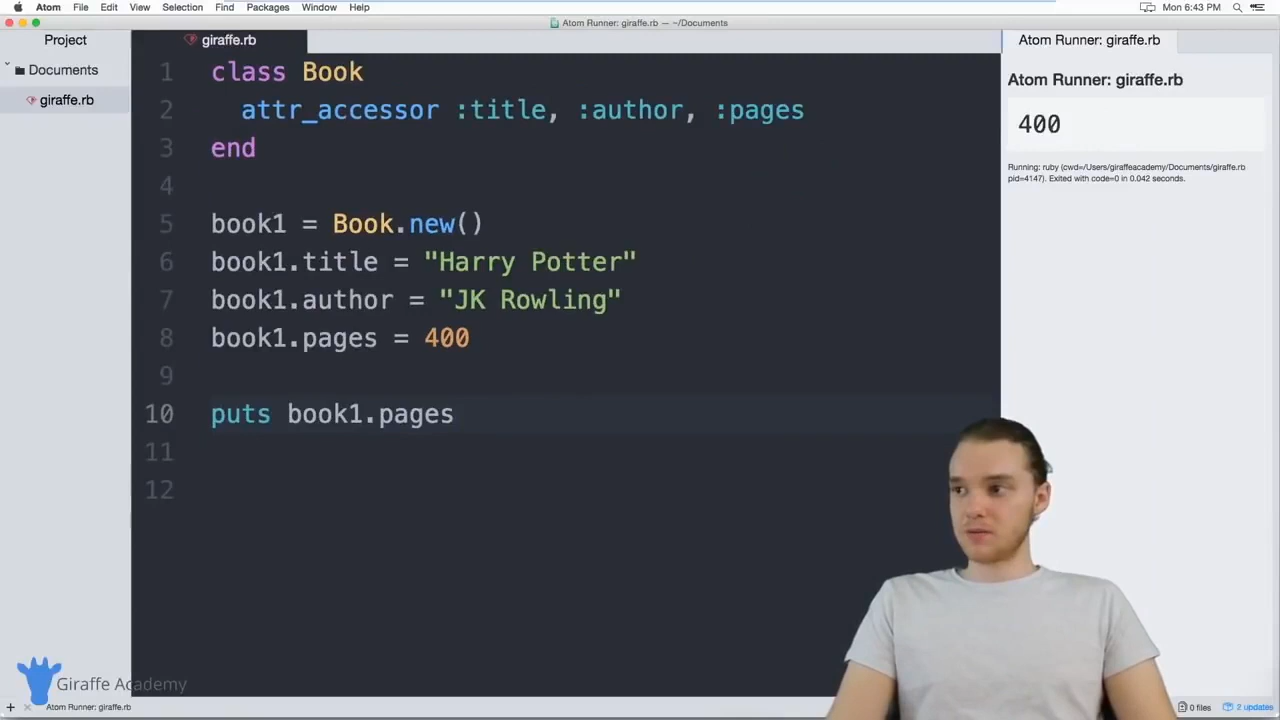 Atom File Edit View Selection Find Packages Window Help
Mon 6:43 PM
Atom Runner: giraffe.rb — ~/Documents
Project
giraffe.rb
Atom Runner: giraffe.rb
Documents
giraffe.rb
1 class Book
2 attr_accessor :title, :author, :pages
3 end
4
5 book1 = Book.new()
6 book1.title = "Harry Potter"
7 book1.author = "JK Rowling"
8 book1.pages = 400
9
10 puts book1.pages
11
12
Atom Runner: giraffe.rb
400
Running: ruby (cwd=/Users/giraffeacademy/Documents/giraffe.rb
pid=4147). Exited with code=0 in 0.042 seconds.
Giraffe Academy
Atom Runner: giraffe.rb
0 files
2 updates